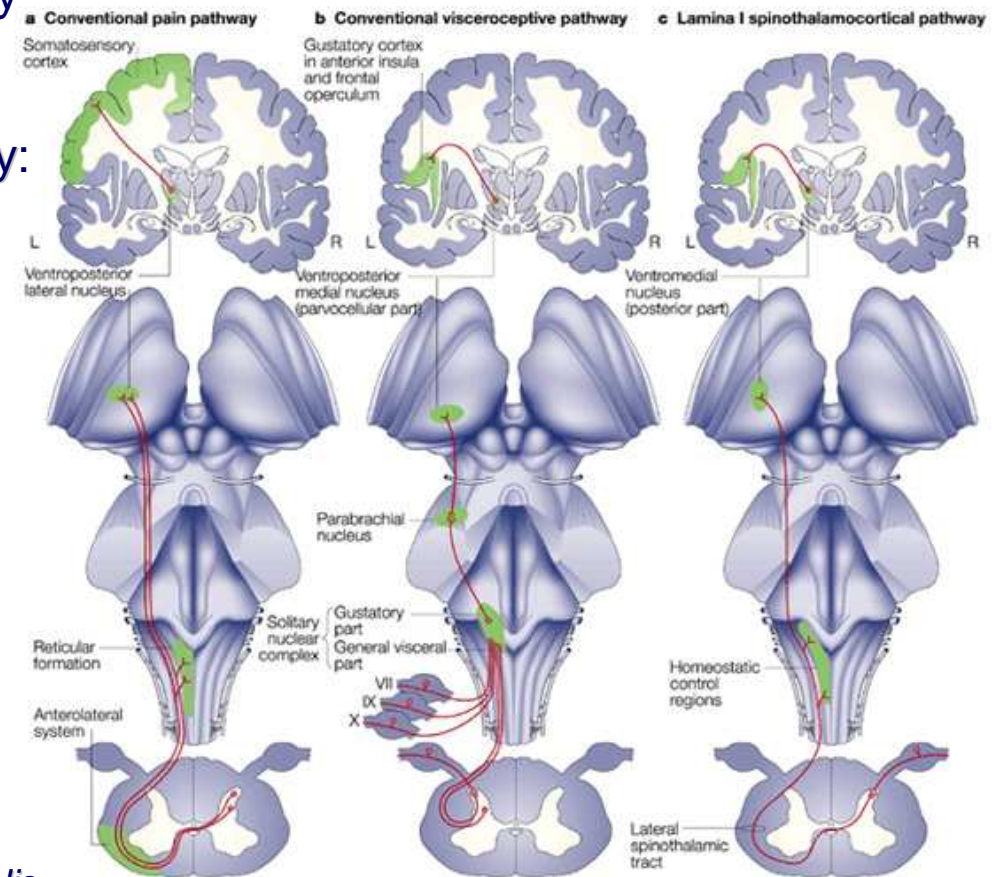 y
y:
a Conventional pain pathway
Somatosensory
cortex
L
R
Ventroposterior
lateral nucleus
Reticular
formation
Anterolateral
system
b Conventional visceroceptive pathway
Gustatory cortex
in anterior insula
and frontal
operculum
L
R
Ventroposterior
medial nucleus
(parvocellular part)
Parabrachial
nucleus
Solitary
nuclear
complex
Gustatory
part
General visceral
part
VII
IX
X
c Lamina I spinothalamocortical pathway
L
R
Ventromedial
nucleus
(posterior part)
Homeostatic
control
regions
Lateral
spinothalamic
tract